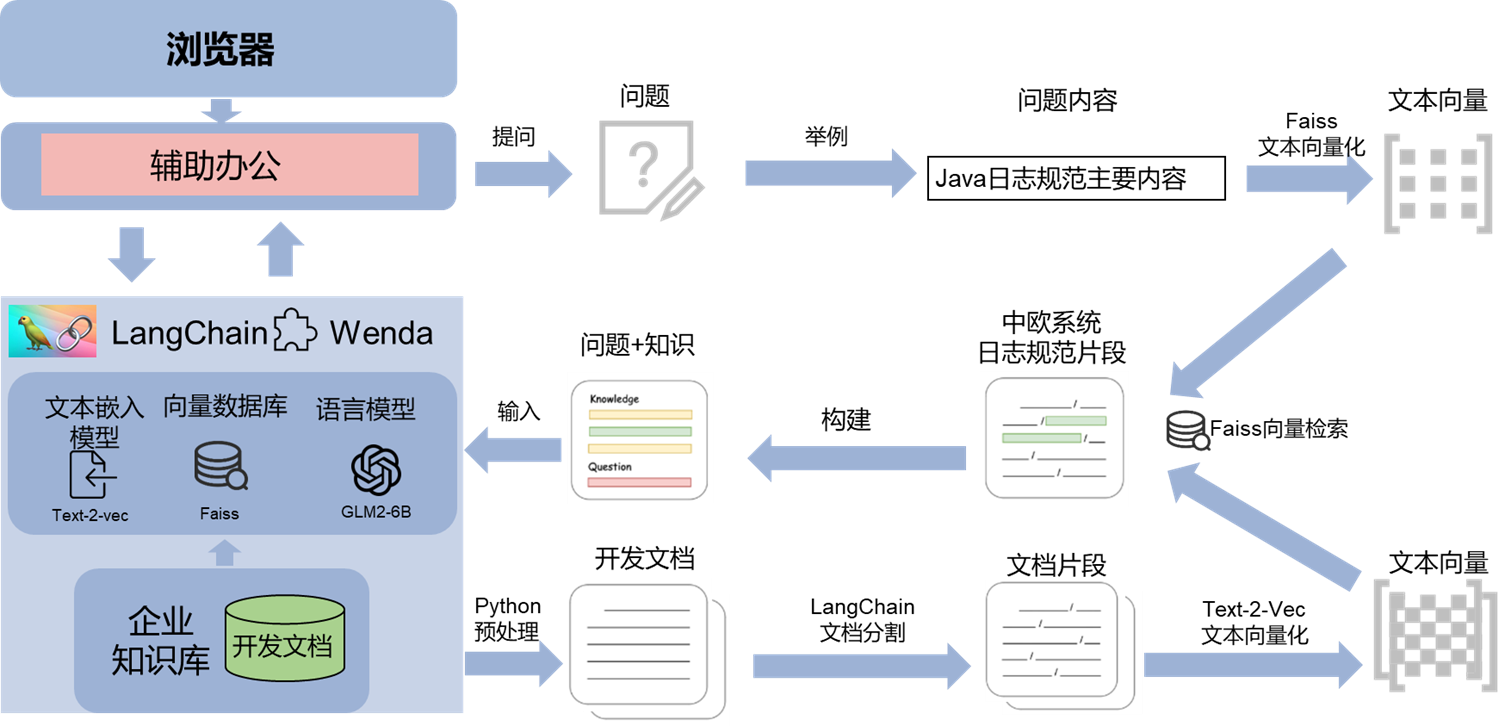 浏览器
辅助办公
提问
问题
举例
问题内容
Java日志规范主要内容
Faiss
文本向量化
文本向量
LangChain
Wenda
文本嵌入
模型
Text-2-vec
向量数据库
Faiss
语言模型
GLM2-6B
输入
问题+知识
Knowledge
Question
构建
中欧系统
日志规范片段
Faiss向量检索
企业
知识库
开发文档
Python
预处理
开发文档
LangChain
文档分割
文档片段
Text-2-Vec
文本向量化
文本向量